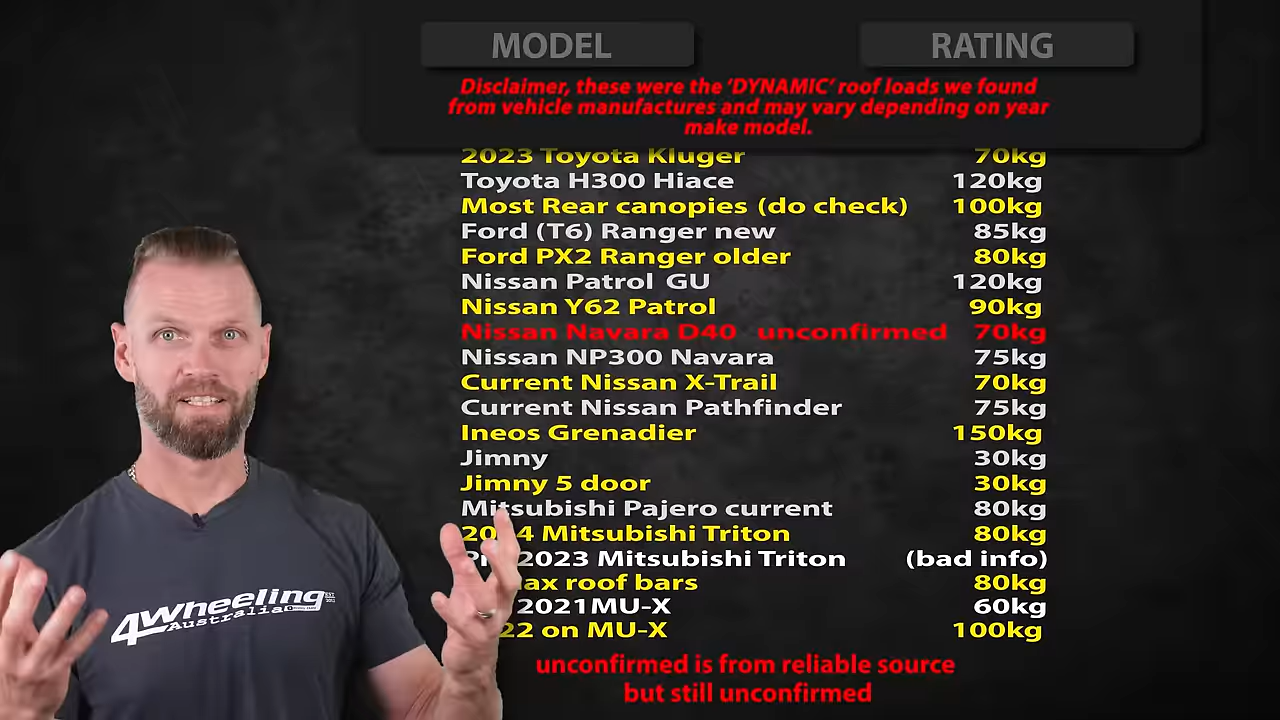 MODEL RATING
Disclaimer, these were the ‘DYNAMIC’ roof loads we found
from vehicle manufactures and may vary depending on year
make model.
2023 Toyota Kluger 70kg
Toyota H300 Hiace 120kg
Most Rear canopies (do check) 100kg
Ford (T6) Ranger new 85kg
Ford PX2 Ranger older 80kg
Nissan Patrol GU 120kg
Nissan Y62 Patrol 90kg
Nissan Navara D40 unconfirmed 70kg
Nissan NP300 Navara 75kg
Current Nissan X-Trail 70kg
Current Nissan Pathfinder 75kg
Ineos Grenadier 150kg
Jimny 30kg
Jimny 5 door 30kg
Mitsubishi Pajero current 80kg
Mitsubishi Triton 80kg
2023 Mitsubishi Triton (bad info)
roof bars 80kg
2021MU-X 60kg
on MU-X 100kg
unconfirmed is from reliable source
but still unconfirmed
4Wheeling
Australia